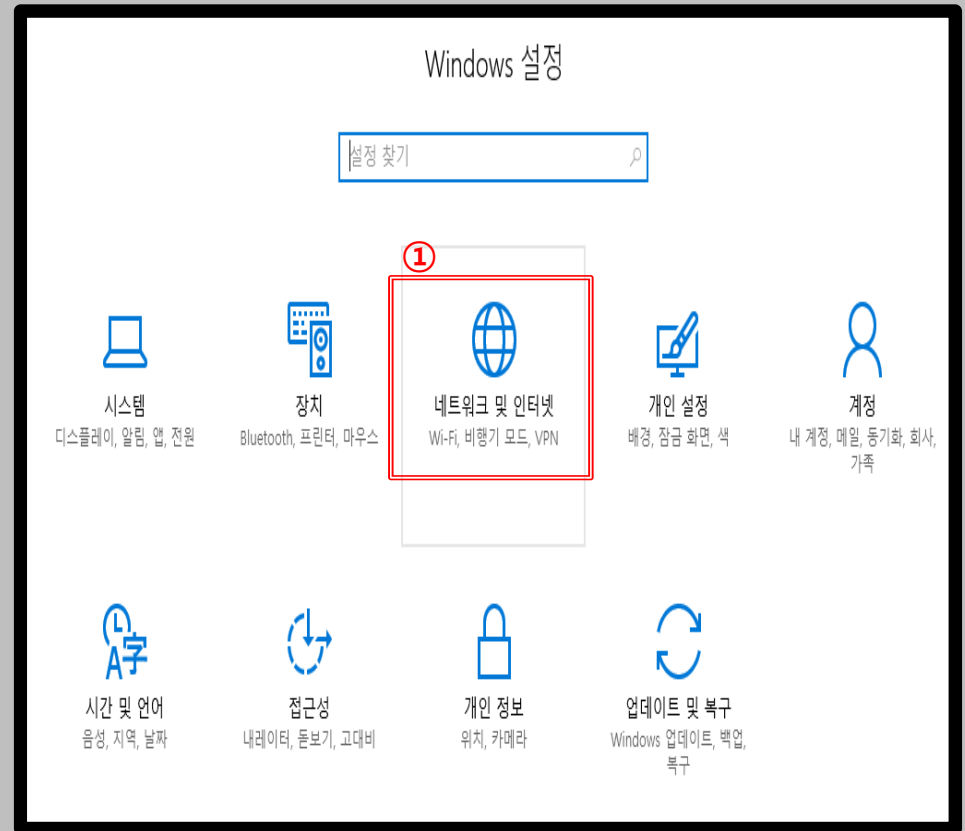 Windows 설정
설정 찾기
①
시스템
디스플레이, 알림, 앱, 전원
장치
Bluetooth, 프린터, 마우스
네트워크 및 인터넷
Wi-Fi, 비행기 모드, VPN
개인 설정
배경, 잠금 화면, 색
계정
내 계정, 메일, 동기화, 회사,
가족
시간 및 언어
음성, 지역, 날짜
접근성
내레이터, 돋보기, 고대비
개인 정보
위치, 카메라
업데이트 및 복구
Windows 업데이트, 백업,
복구